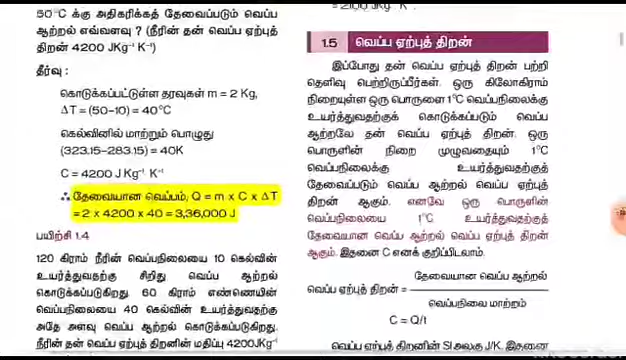 50°C க்கு அதிகரிக்கத் தேவைப்படும் வெப்ப
ஆற்றல் எவ்வளவு ? (நீரின் தன் வெப்ப ஏற்புத்
திறன் 4200 JKg⁻¹ K⁻¹)
தீர்வு :
கொடுக்கப்பட்டுள்ள தரவுகள் m = 2 Kg,
ΔT = (50–10) = 40°C
கெல்வினில் மாற்றும் பொழுது
(323.15–283.15) = 40K
C = 4200 J Kg⁻¹ K⁻¹
∴ தேவையான வெப்பம், Q = m × C × ΔT
= 2 × 4200 × 40 = 3,36,000 J
பயிற்சி 1.4
120 கிராம் நீரின் வெப்பநிலையை 10 கெல்வின்
உயர்த்துவதற்கு சிறிது வெப்ப ஆற்றல்
கொடுக்கப்படுகிறது. 60 கிராம் எண்ணெயின்
வெப்பநிலையை 40 கெல்வின் உயர்த்துவதற்கு
அதே அளவு வெப்ப ஆற்றல் கொடுக்கப்படுகிறது.
நீரின் தன் வெப்ப ஏற்புத் திறனின் மதிப்பு 4200JKg⁻¹
1.5 வெப்ப ஏற்புத் திறன்
இப்போது தன் வெப்ப ஏற்புத் திறன் பற்றி
தெளிவு பெற்றிருப்பீர்கள். ஒரு கிலோகிராம்
நிறையுள்ள ஒரு பொருளை 1°C வெப்பநிலைக்கு
உயர்த்துவதற்குக் கொடுக்கப்படும் வெப்ப
ஆற்றலே தன் வெப்ப ஏற்புத் திறன். ஒரு
பொருளின் நிறை முழுவதையும் 1°C
வெப்பநிலைக்கு உயர்த்துவதற்குத்
தேவைப்படும் வெப்ப ஆற்றல் வெப்ப ஏற்புத்
திறன் ஆகும். எனவே ஒரு பொருளின்
வெப்பநிலையை 1°C உயர்த்துவதற்குத்
தேவையான வெப்ப ஆற்றல் வெப்ப ஏற்புத் திறன்
ஆகும். இதனை C எனக் குறிப்பிடலாம்.
தேவையான வெப்ப ஆற்றல்
வெப்ப ஏற்புத் திறன் =
வெப்பநிலை மாற்றம்
C = Q/t
வெப்ப ஏற்புத் திறனின் SI அலகு J/K. இதனை